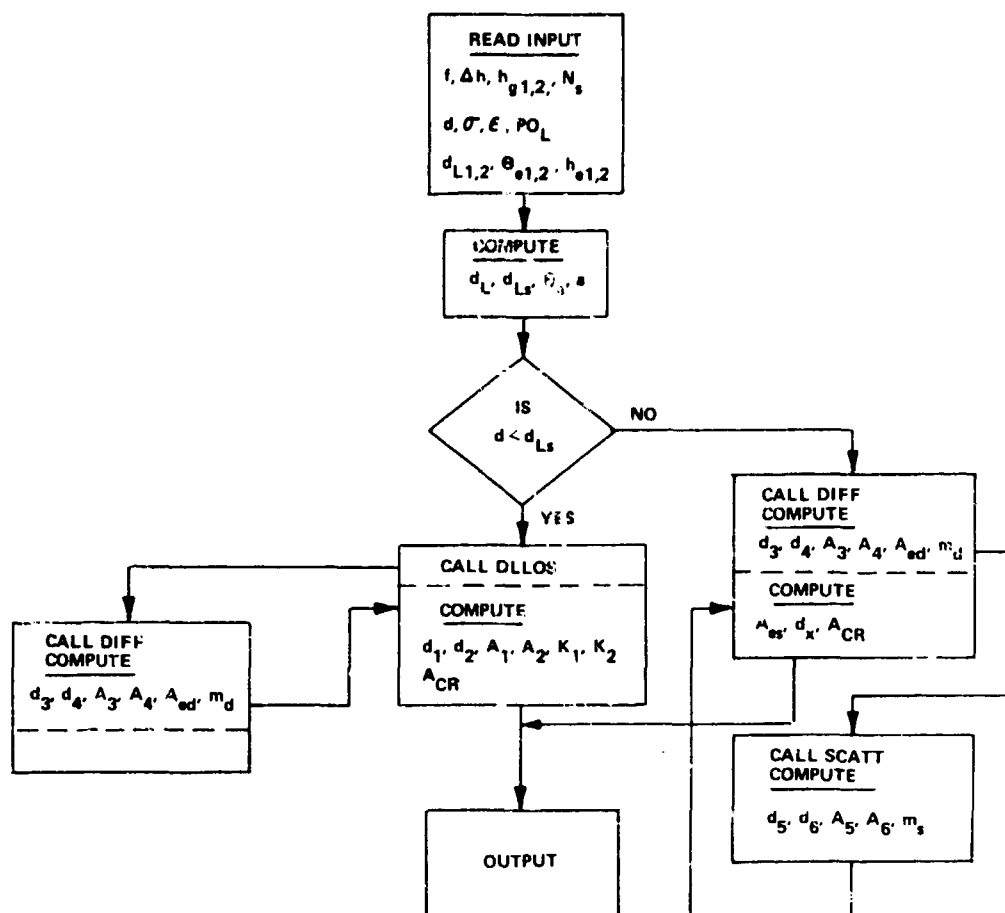 READ INPUT
f, Δh, h_g1,2, N_s
d, σ, ε, PO_L
d_L1,2, Θ_e1,2, h_e1,2
COMPUTE
d_L, d_Ls, Θ_e, a
IS
d < d_Ls
NO
YES
CALL DLLOS
COMPUTE
d_1, d_2, A_1, A_2, K_1, K_2
A_CR
CALL DIFF
COMPUTE
d_3, d_4, A_3, A_4, A_ed, m_d
CALL DIFF
COMPUTE
d_3, d_4, A_3, A_4, A_ed, m_d
COMPUTE
A_es, d_x, A_CR
CALL SCATT
COMPUTE
d_5, d_6, A_5, A_6, m_s
OUTPUT